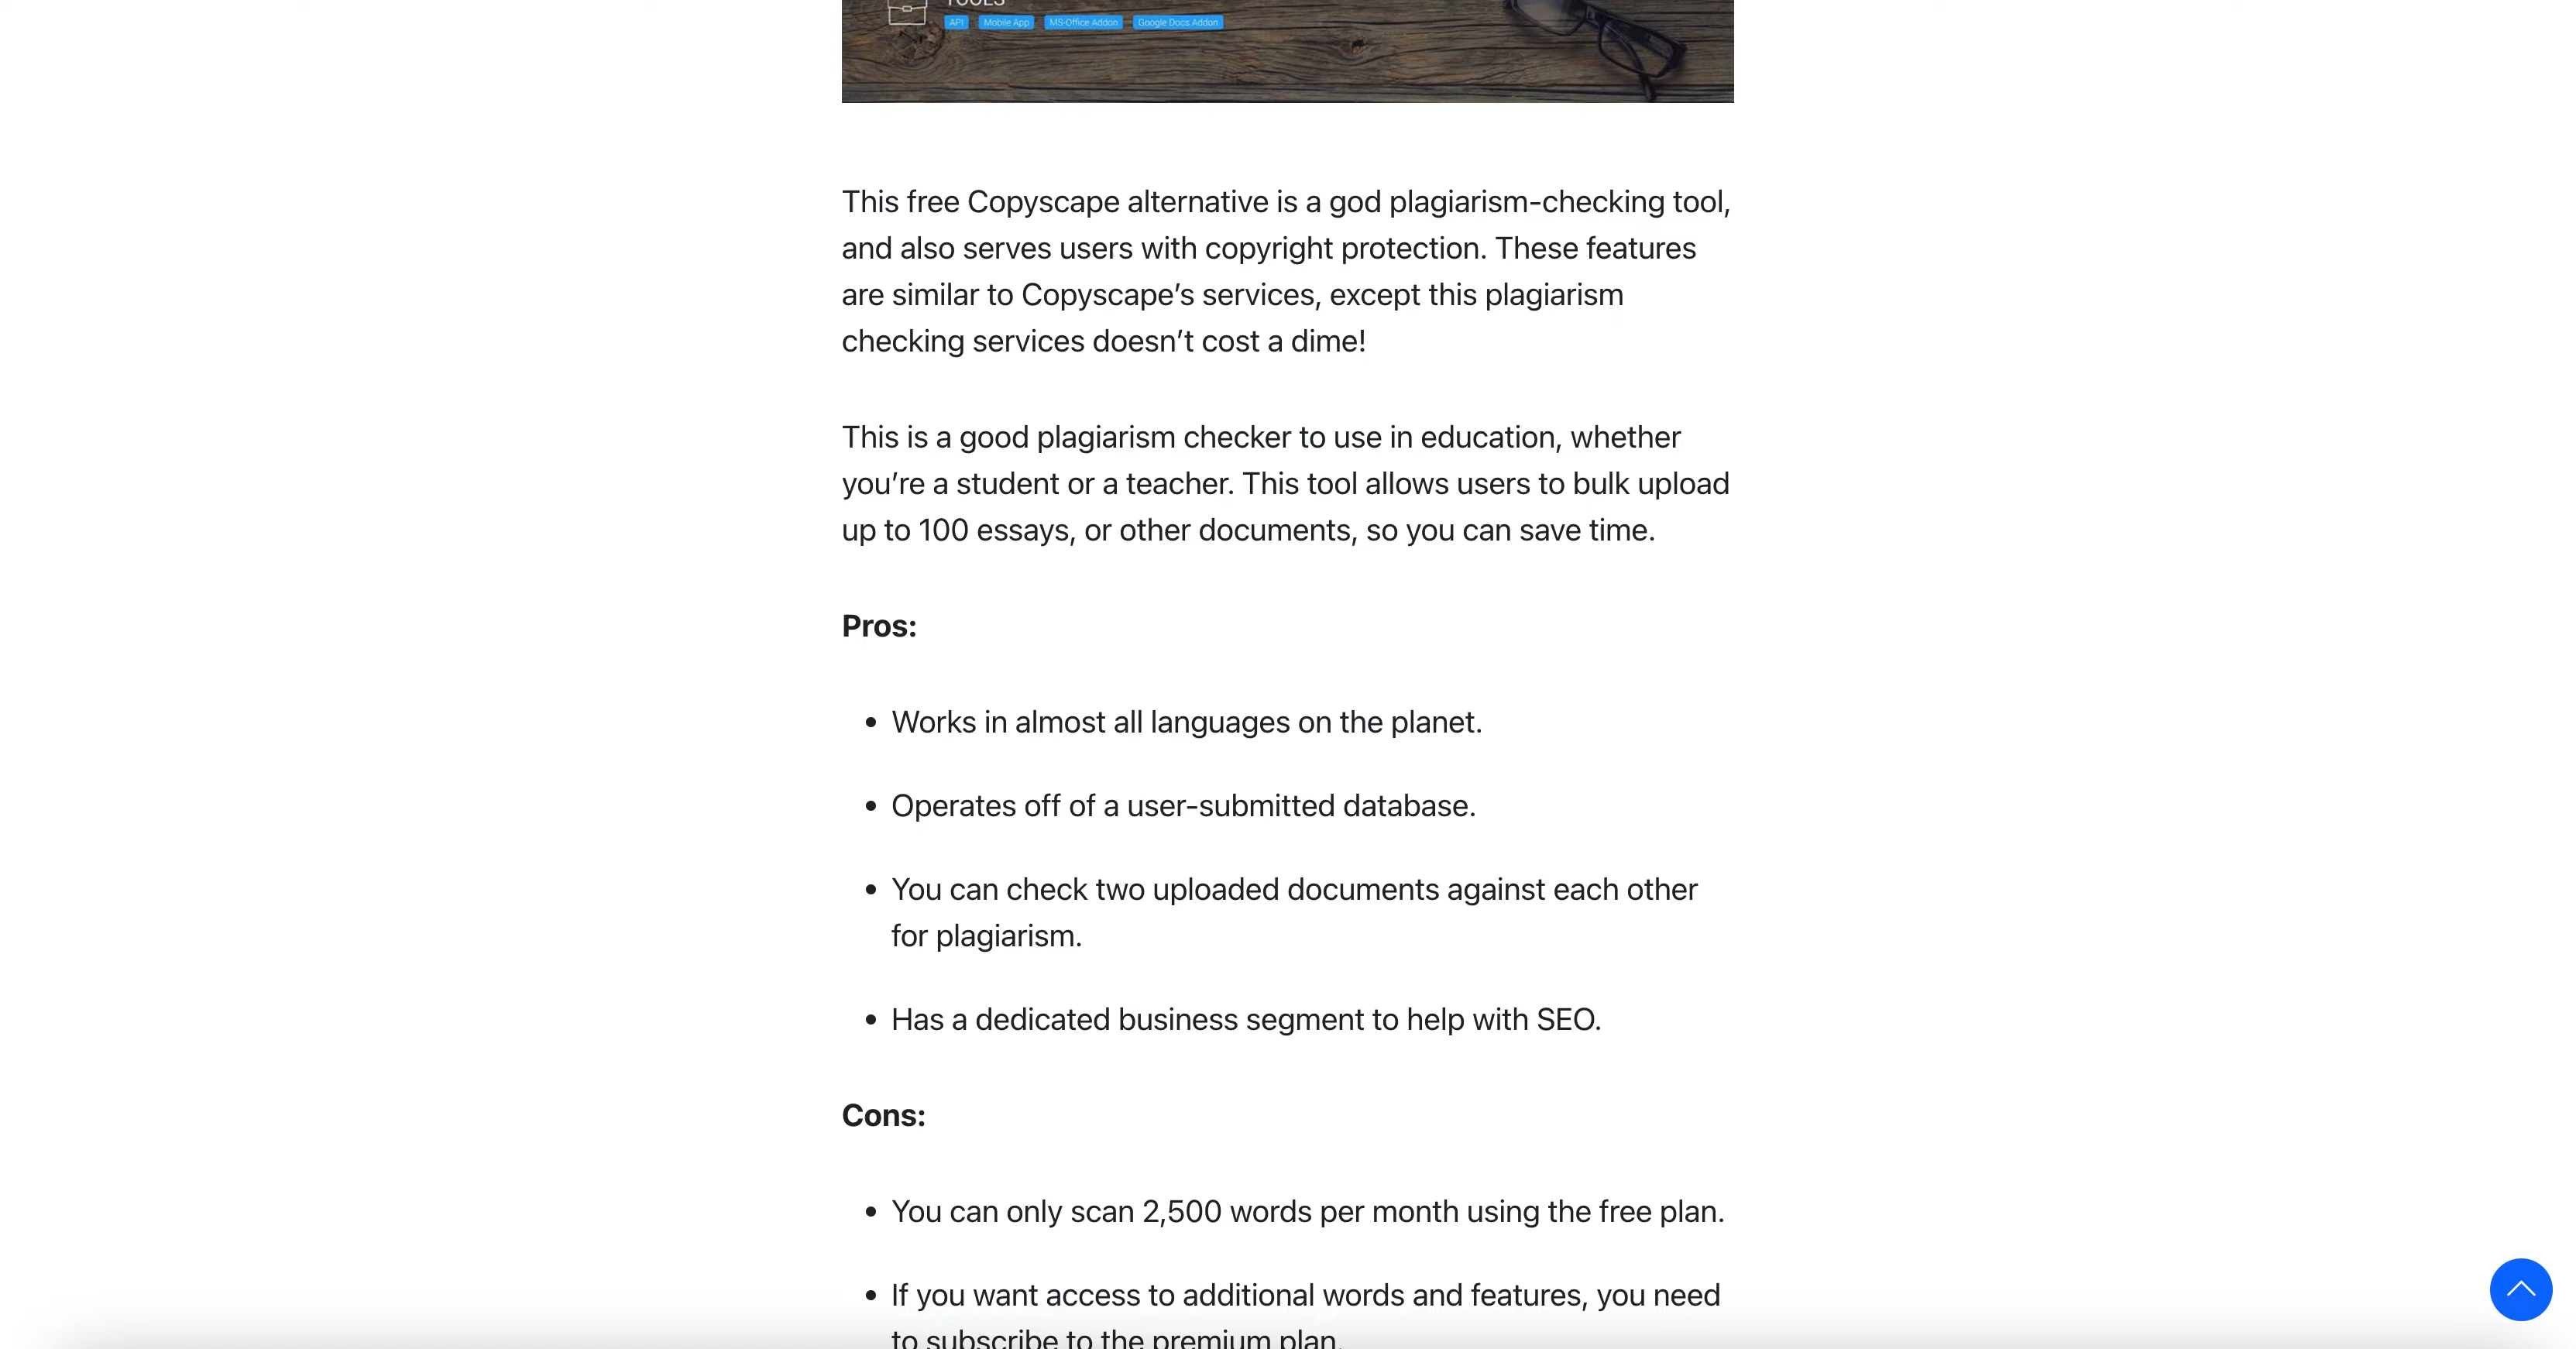 TOOLS
API Mobile App MS-Office Addon Google Docs Addon
This free Copyscape alternative is a god plagiarism-checking tool,
and also serves users with copyright protection. These features
are similar to Copyscape’s services, except this plagiarism
checking services doesn’t cost a dime!
This is a good plagiarism checker to use in education, whether
you’re a student or a teacher. This tool allows users to bulk upload
up to 100 essays, or other documents, so you can save time.
Pros:
• Works in almost all languages on the planet.
• Operates off of a user-submitted database.
• You can check two uploaded documents against each other
for plagiarism.
• Has a dedicated business segment to help with SEO.
Cons:
• You can only scan 2,500 words per month using the free plan.
• If you want access to additional words and features, you need
to subscribe to the premium plan.